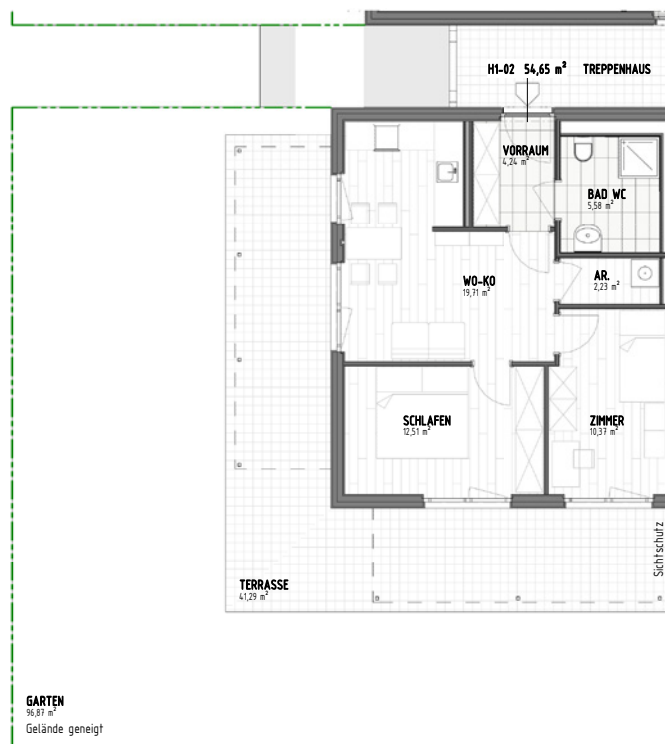 H1-02 54,65 m² TREPPENHAUS
VORRAUM
4,24 m²
BAD WC
5,58 m²
WO-KO
19,71 m²
AR.
2,23 m²
SCHLAFEN
12,51 m²
ZIMMER
10,37 m²
Sichtschutz
TERRASSE
41,29 m²
GARTEN
96,87 m²
Gelände geneigt